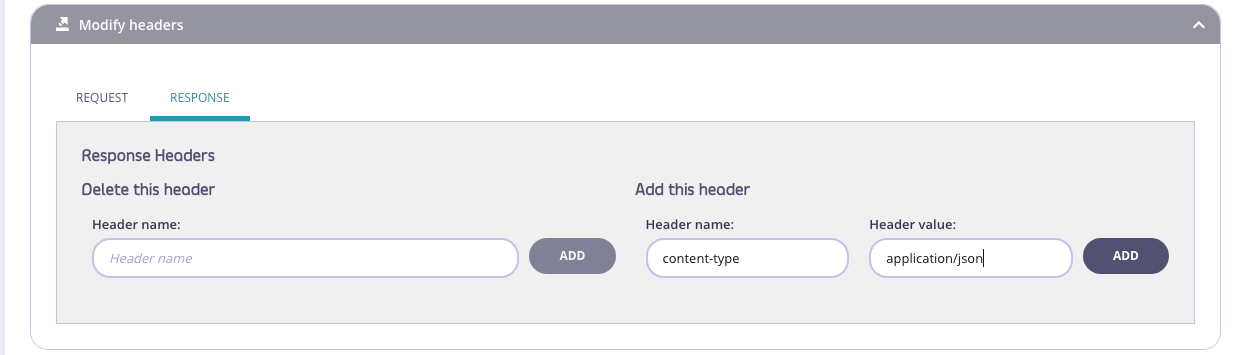 Modify headers
REQUEST RESPONSE
Response Headers
Delete this header Add this header
Header name: Header name: Header value:
Header name ADD content-type application/json ADD